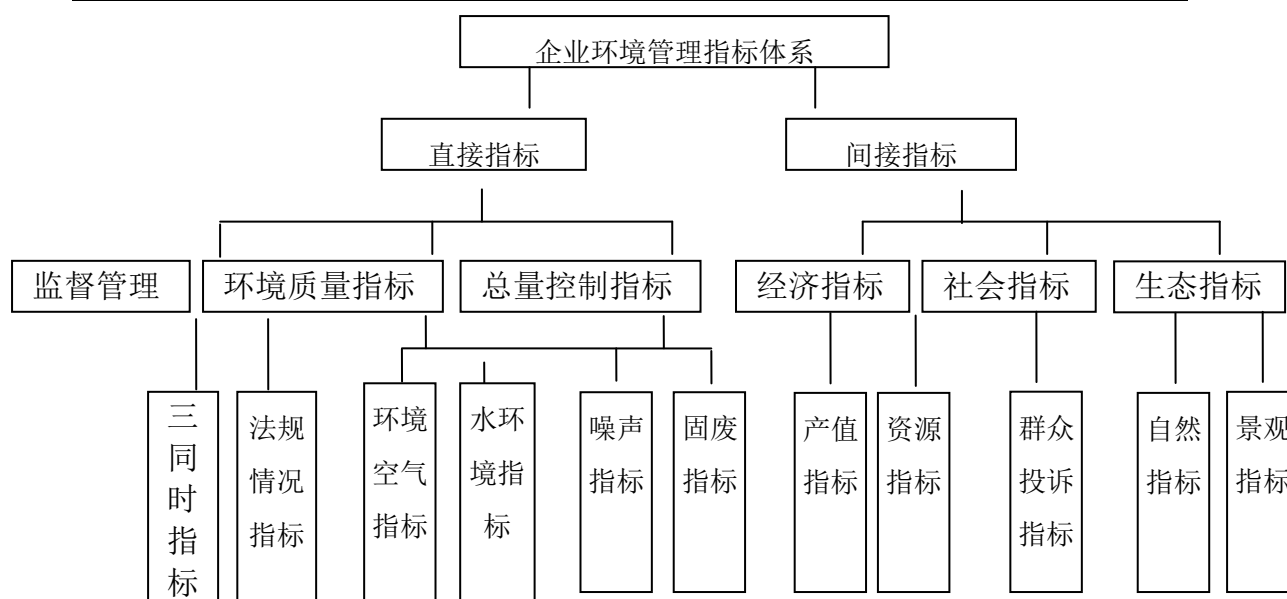 企业环境管理指标体系
直接指标
间接指标
监督管理
环境质量指标
总量控制指标
经济指标
社会指标
生态指标
三
同
时
指
标
法规
情况
指标
环境
空气
指标
水环
境指
标
噪声
指标
固废
指标
产值
指标
资源
指标
群众
投诉
指标
自然
指标
景观
指标